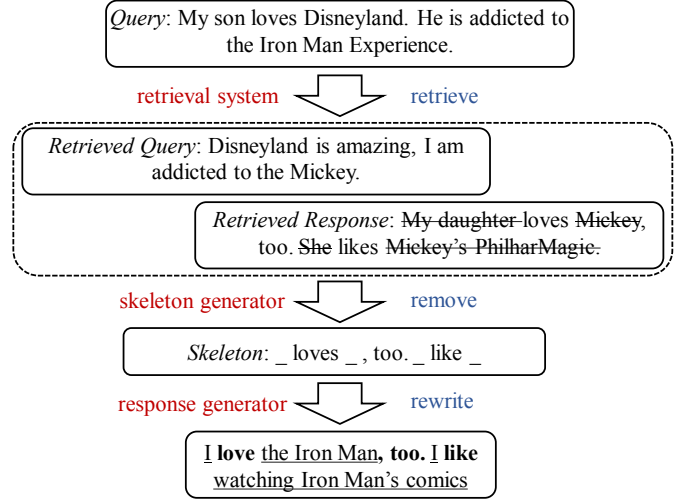 Query: My son loves Disneyland. He is addicted to
the Iron Man Experience.
retrieval system retrieve
Retrieved Query: Disneyland is amazing, I am
addicted to the Mickey.
Retrieved Response: My daughter loves Mickey,
too. She likes Mickey's PhilharMagic.
skeleton generator remove
Skeleton: _ loves _ , too. _ like _
response generator rewrite
I love the Iron Man, too. I like
watching Iron Man's comics